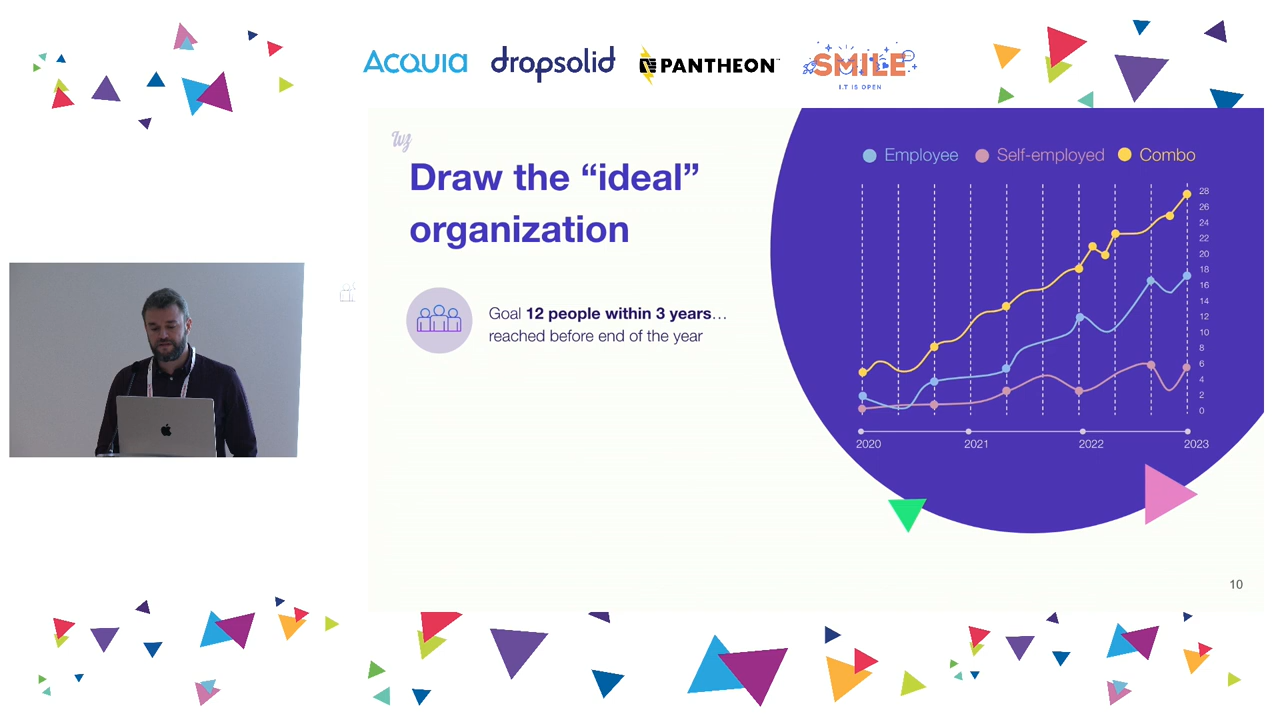 ACQUIA
dropsolid
PANTHEON
SMILE
I.T IS OPEN
Draw the “ideal”
organization
Goal 12 people within 3 years…
reached before end of the year
Employee
Self-employed
Combo
28
26
24
22
20
18
16
14
12
10
8
6
4
2
0
2020
2021
2022
2023
10